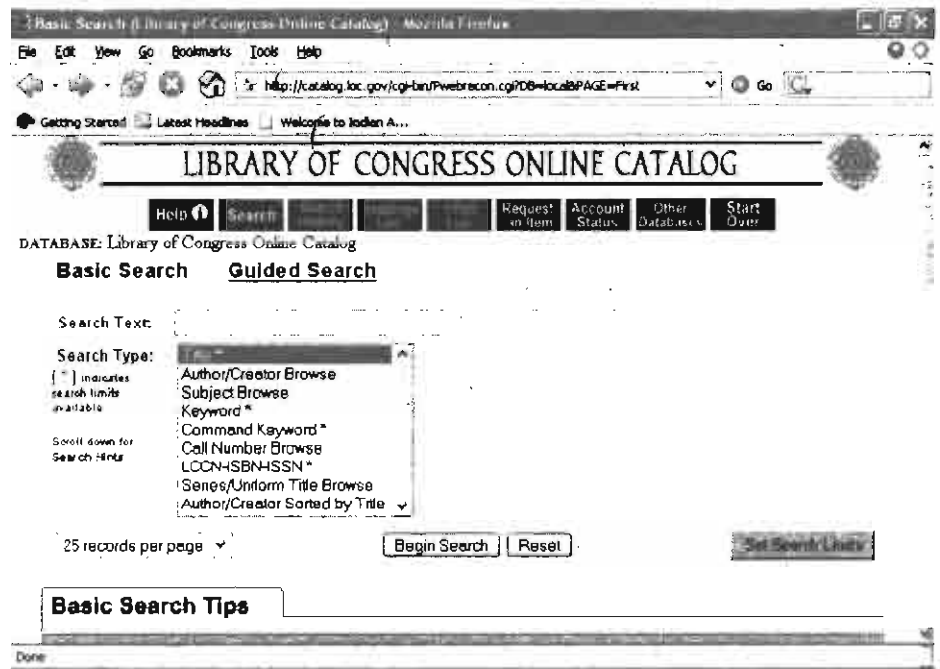 Basic Search (Library of Congress Online Catalog) - Mozilla Firefox
File Edit View Go Bookmarks Tools Help
http://catalog.loc.gov/cgi-bin/Pwebrecon.cgi?DB=local&PAGE=First Go
Getting Started Latest Headlines Welcome to Indian A...
LIBRARY OF CONGRESS ONLINE CATALOG
Help Search Request an Item Account Status Other Databases Start Over
DATABASE: Library of Congress Online Catalog
Basic Search Guided Search
Search Text:
Search Type:
[ * ] indicates
search limits
available
Scroll down for
Search Hints
Title *
Author/Creator Browse
Subject Browse
Keyword *
Command Keyword *
Call Number Browse
LCCN-ISBN-ISSN *
Series/Uniform Title Browse
Author/Creator Sorted by Title
25 records per page Begin Search Reset Set Search Limits
Basic Search Tips
Done